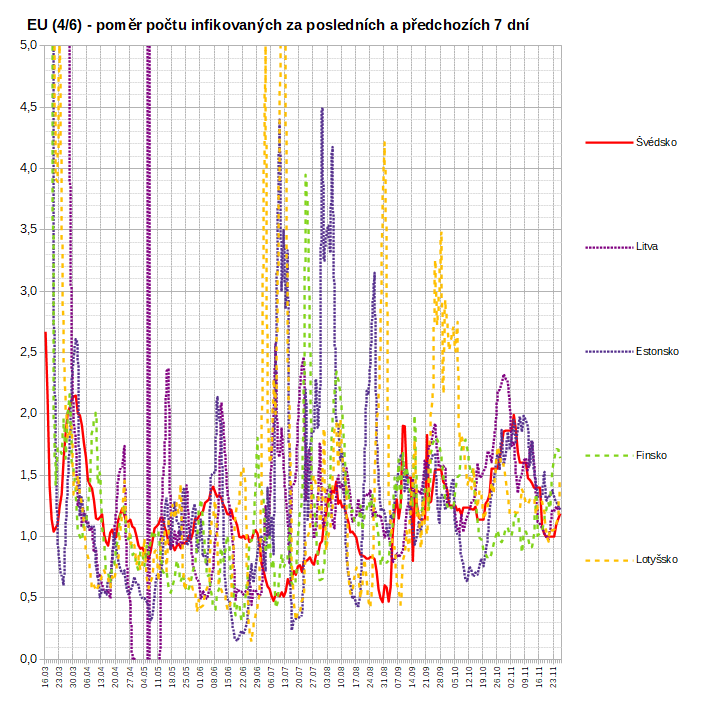 EU (4/6) - poměr počtu infikovaných za posledních a předchozích 7 dní
5,0
4,5
4,0
3,5
3,0
2,5
2,0
1,5
1,0
0,5
0,0
16.03 23.03 30.03 06.04 13.04 20.04 27.04 04.05 11.05 18.05 25.05 01.06 08.06 15.06 22.06 29.06 06.07 13.07 20.07 27.07 03.08 10.08 17.08 24.08 31.08 07.09 14.09 21.09 28.09 05.10 12.10 19.10 26.10 02.11 09.11 16.11 23.11
Švédsko
Litva
Estonsko
Finsko
Lotyšsko